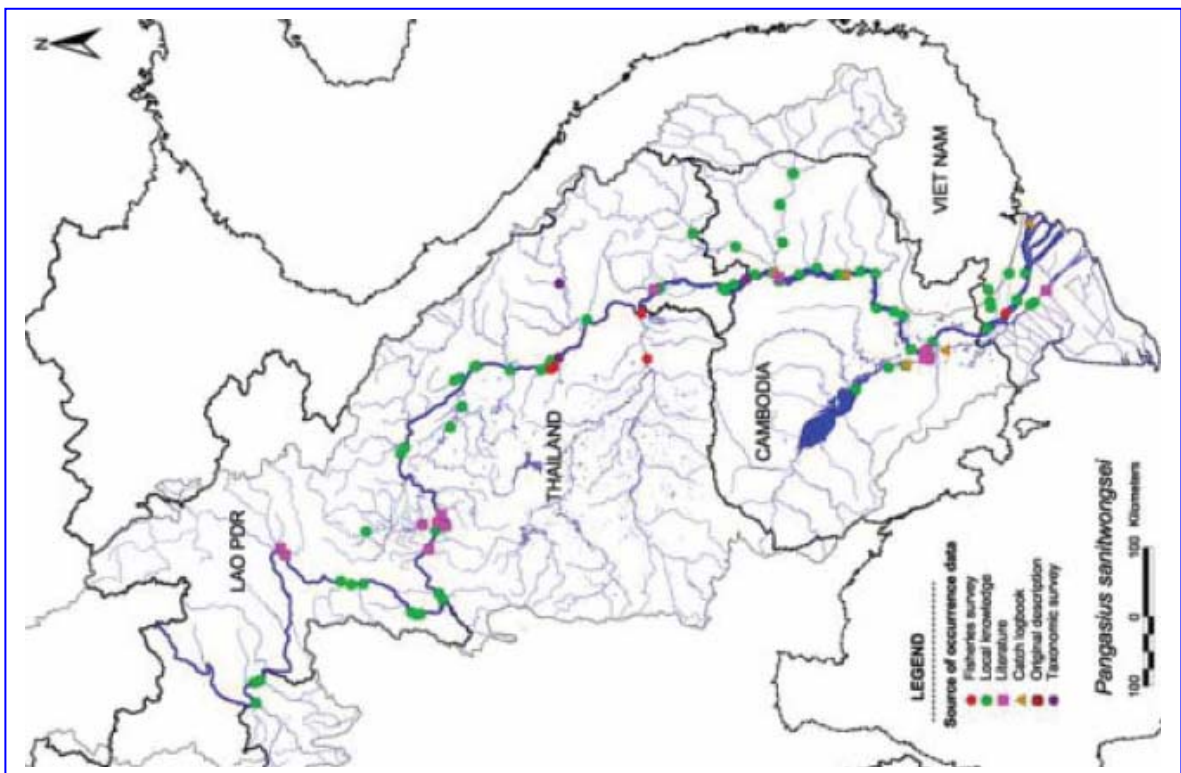 N
LAO PDR
THAILAND
CAMBODIA
VIET NAM
LEGEND
Source of occurrence data
Fisheries survey
Local knowledge
Literature
Catch logbook
Original description
Taxonomic survey
100 0 100 Kilometers
Pangasius sanitwongsei